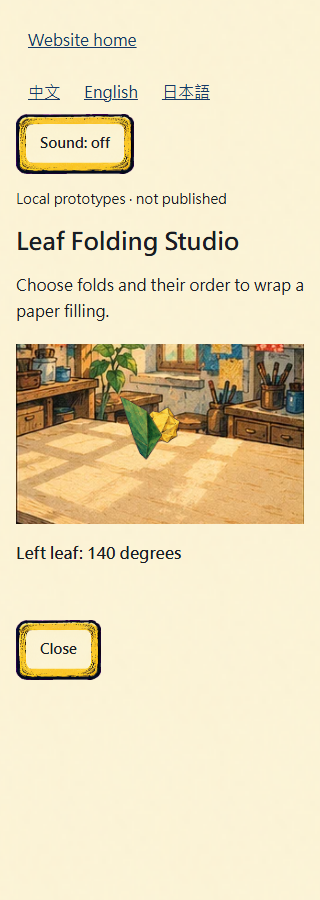 Website home
中文 English 日本語
Sound: off
Local prototypes · not published
Leaf Folding Studio
Choose folds and their order to wrap a
paper filling.
Left leaf: 140 degrees
Close